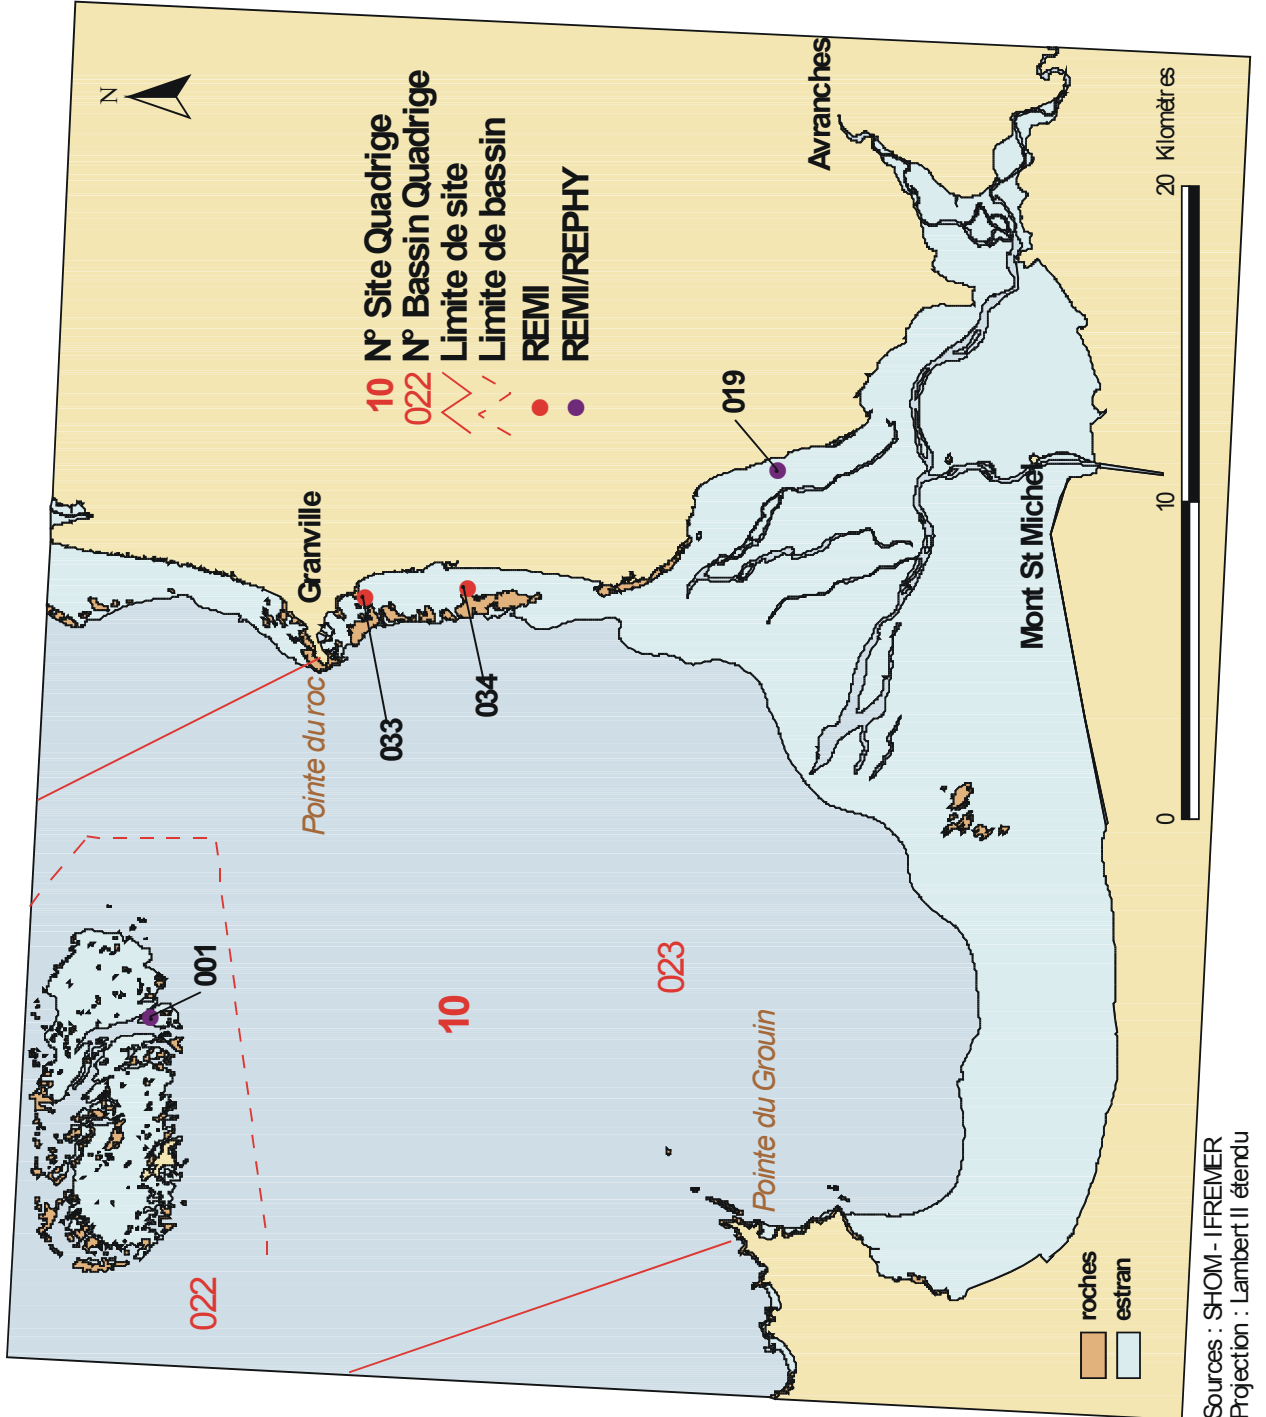 N
10 N° Site Quadrige
022 N° Bassin Quadrige
Limite de site
Limite de bassin
REMI
REMI/REPHY
Granville
Avranches
Pointe du roc
033
034
019
001
022
10
023
Pointe du Grouin
Mont St Michel
0 10 20 Kilomètres
roches
estran
Sources : SHOM - IFREMER
Projection : Lambert II étendu